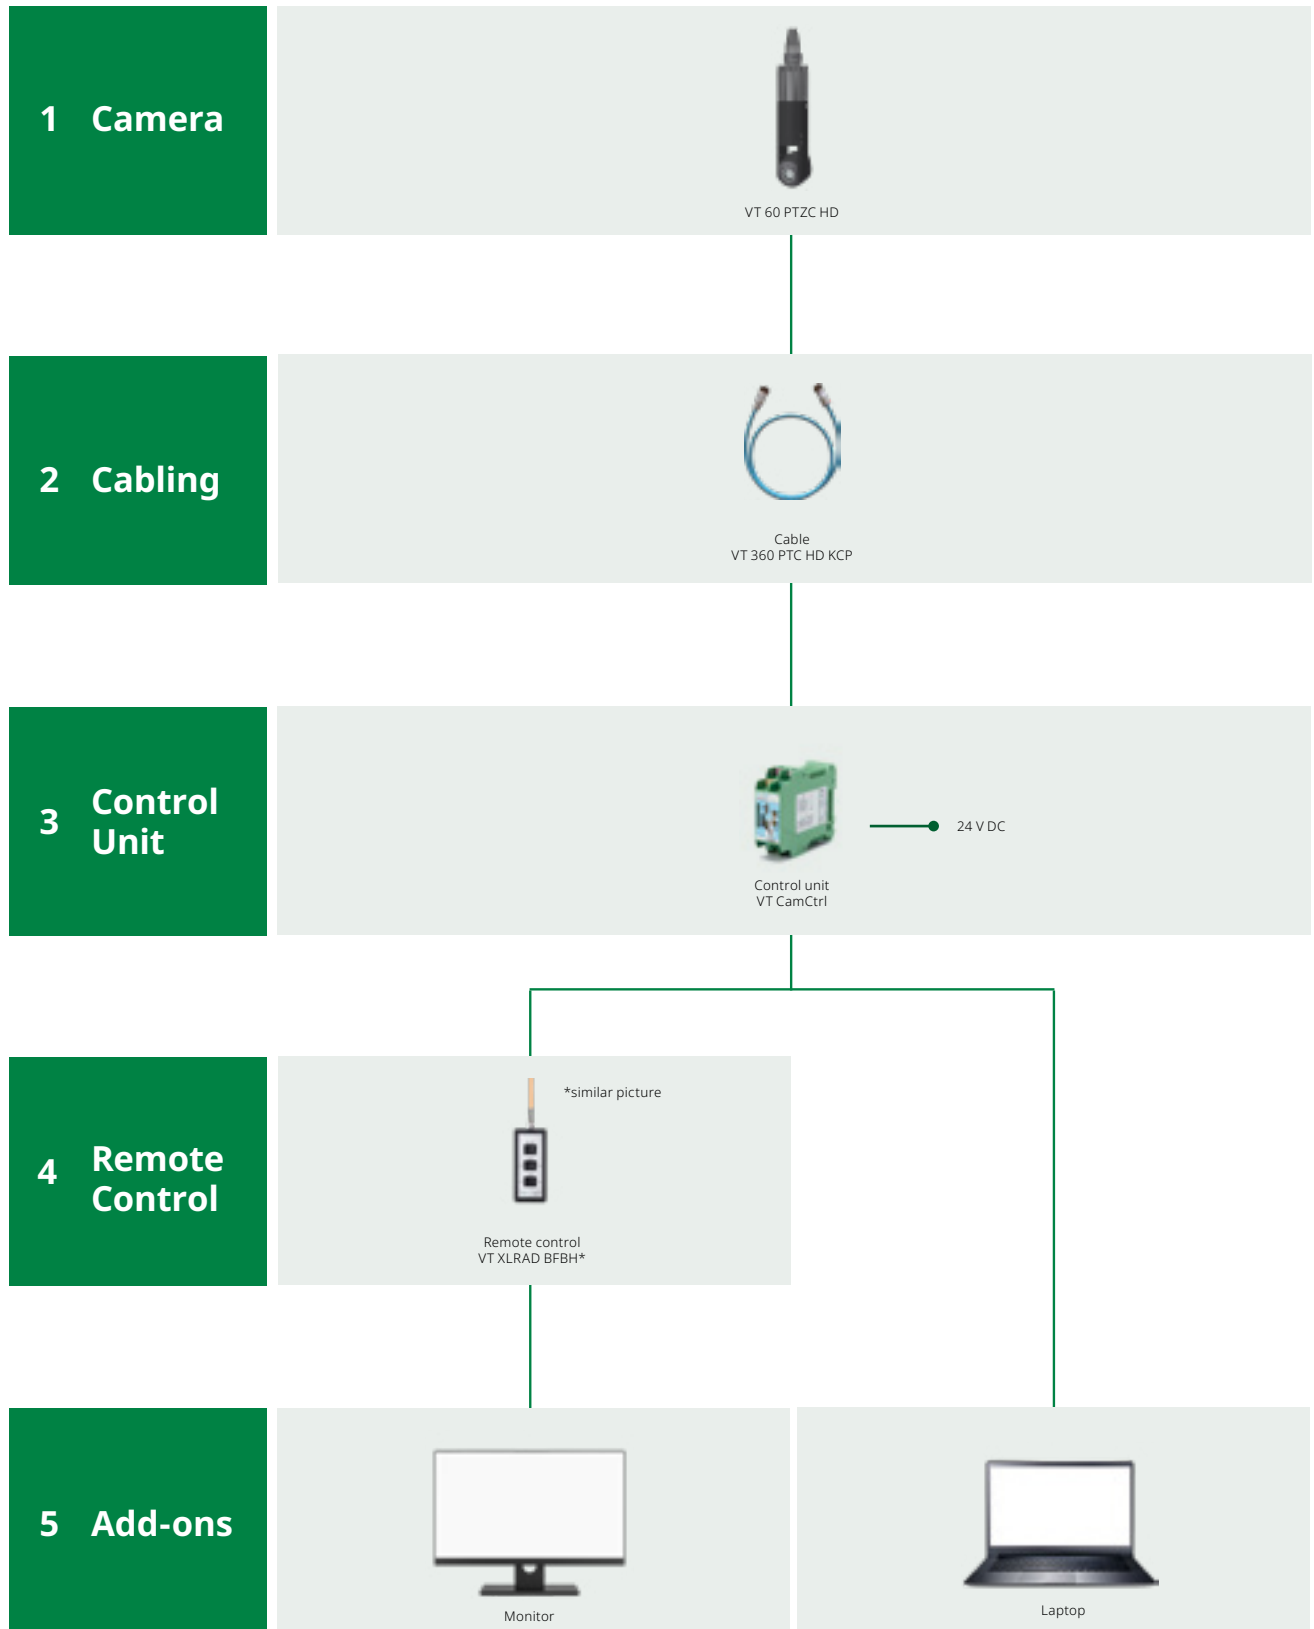 1 Camera
VT 60 PTZC HD
2 Cabling
Cable
VT 360 PTC HD KCP
3 Control
Unit
24 V DC
Control unit
VT CamCtrl
4 Remote
Control
*similar picture
Remote control
VT XLRAD BFBH*
5 Add-ons
Monitor
Laptop